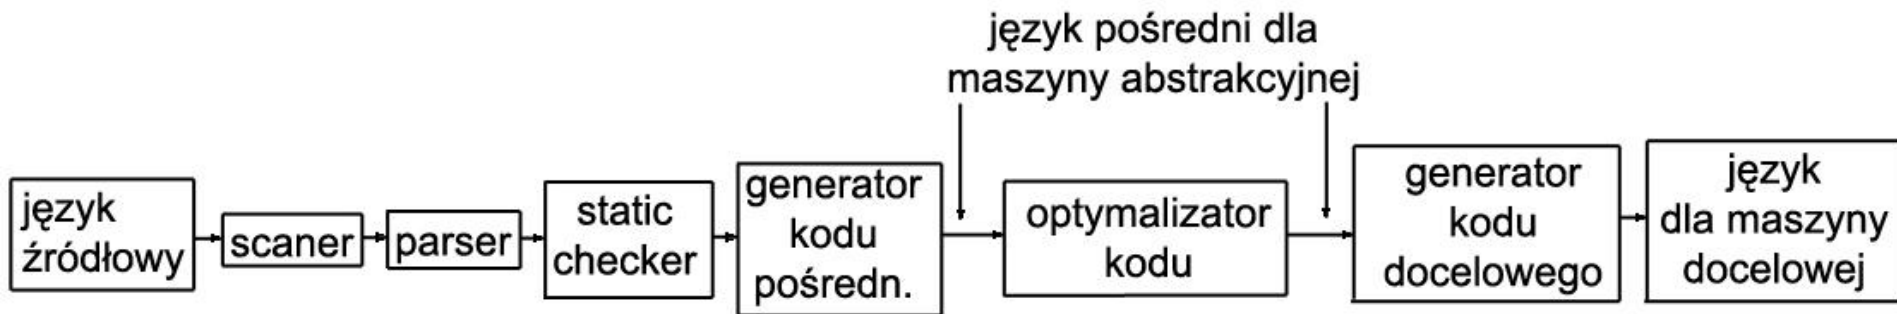 język pośredni dla
maszyny abstrakcyjnej
język
źródłowy
scaner
parser
static
checker
generator
kodu
pośredn.
optymalizator
kodu
generator
kodu
docelowego
język
dla maszyny
docelowej